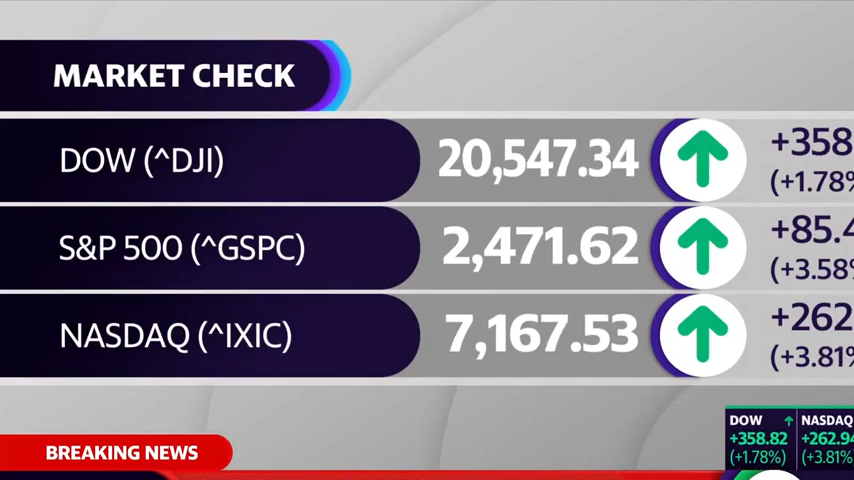 MARKET CHECK
DOW (^DJI) 20,547.34 +358
(+1.78%
S&P 500 (^GSPC) 2,471.62 +85.4
(+3.58%
NASDAQ (^IXIC) 7,167.53 +262
(+3.81%
BREAKING NEWS
DOW NASDAQ
+358.82 +262.94
(+1.78%) (+3.81%